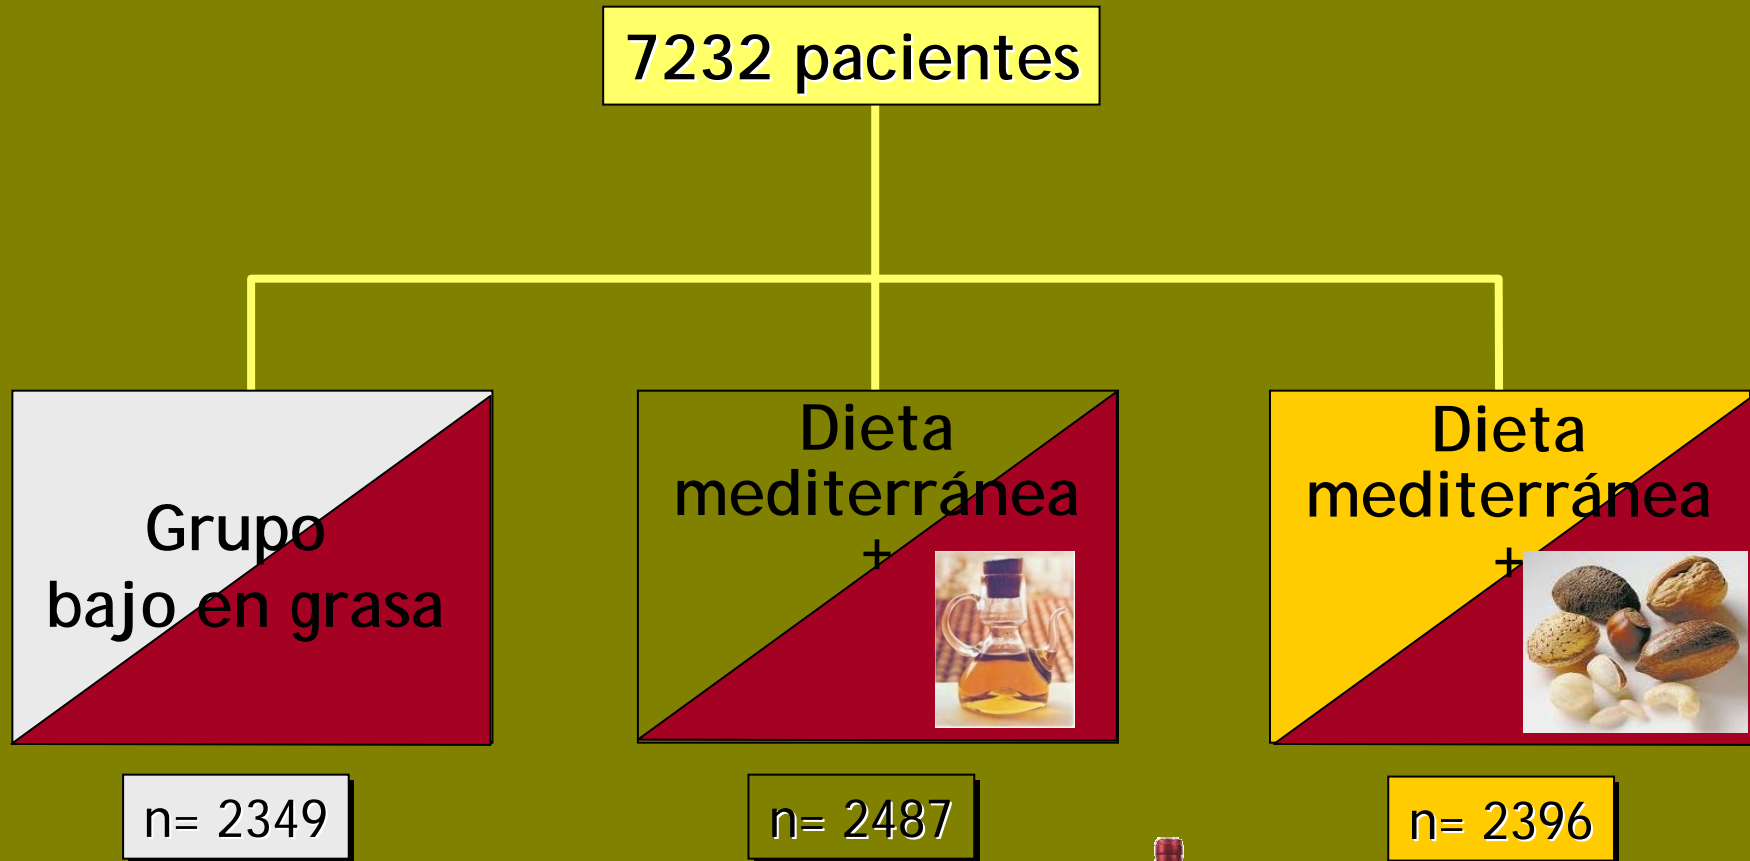 7232 pacientes
Grupo
bajo en grasa
n= 2349
Dieta
mediterránea
+
n= 2487
Dieta
mediterránea
+
n= 2396